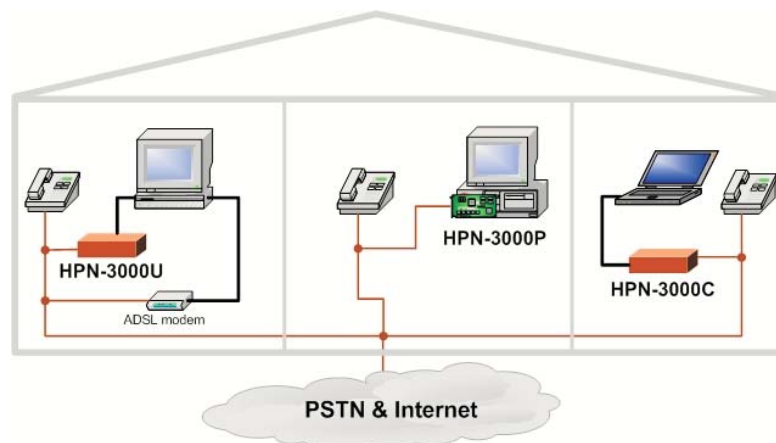 HPN-3000U
ADSL modem
HPN-3000P
HPN-3000C
PSTN & Internet